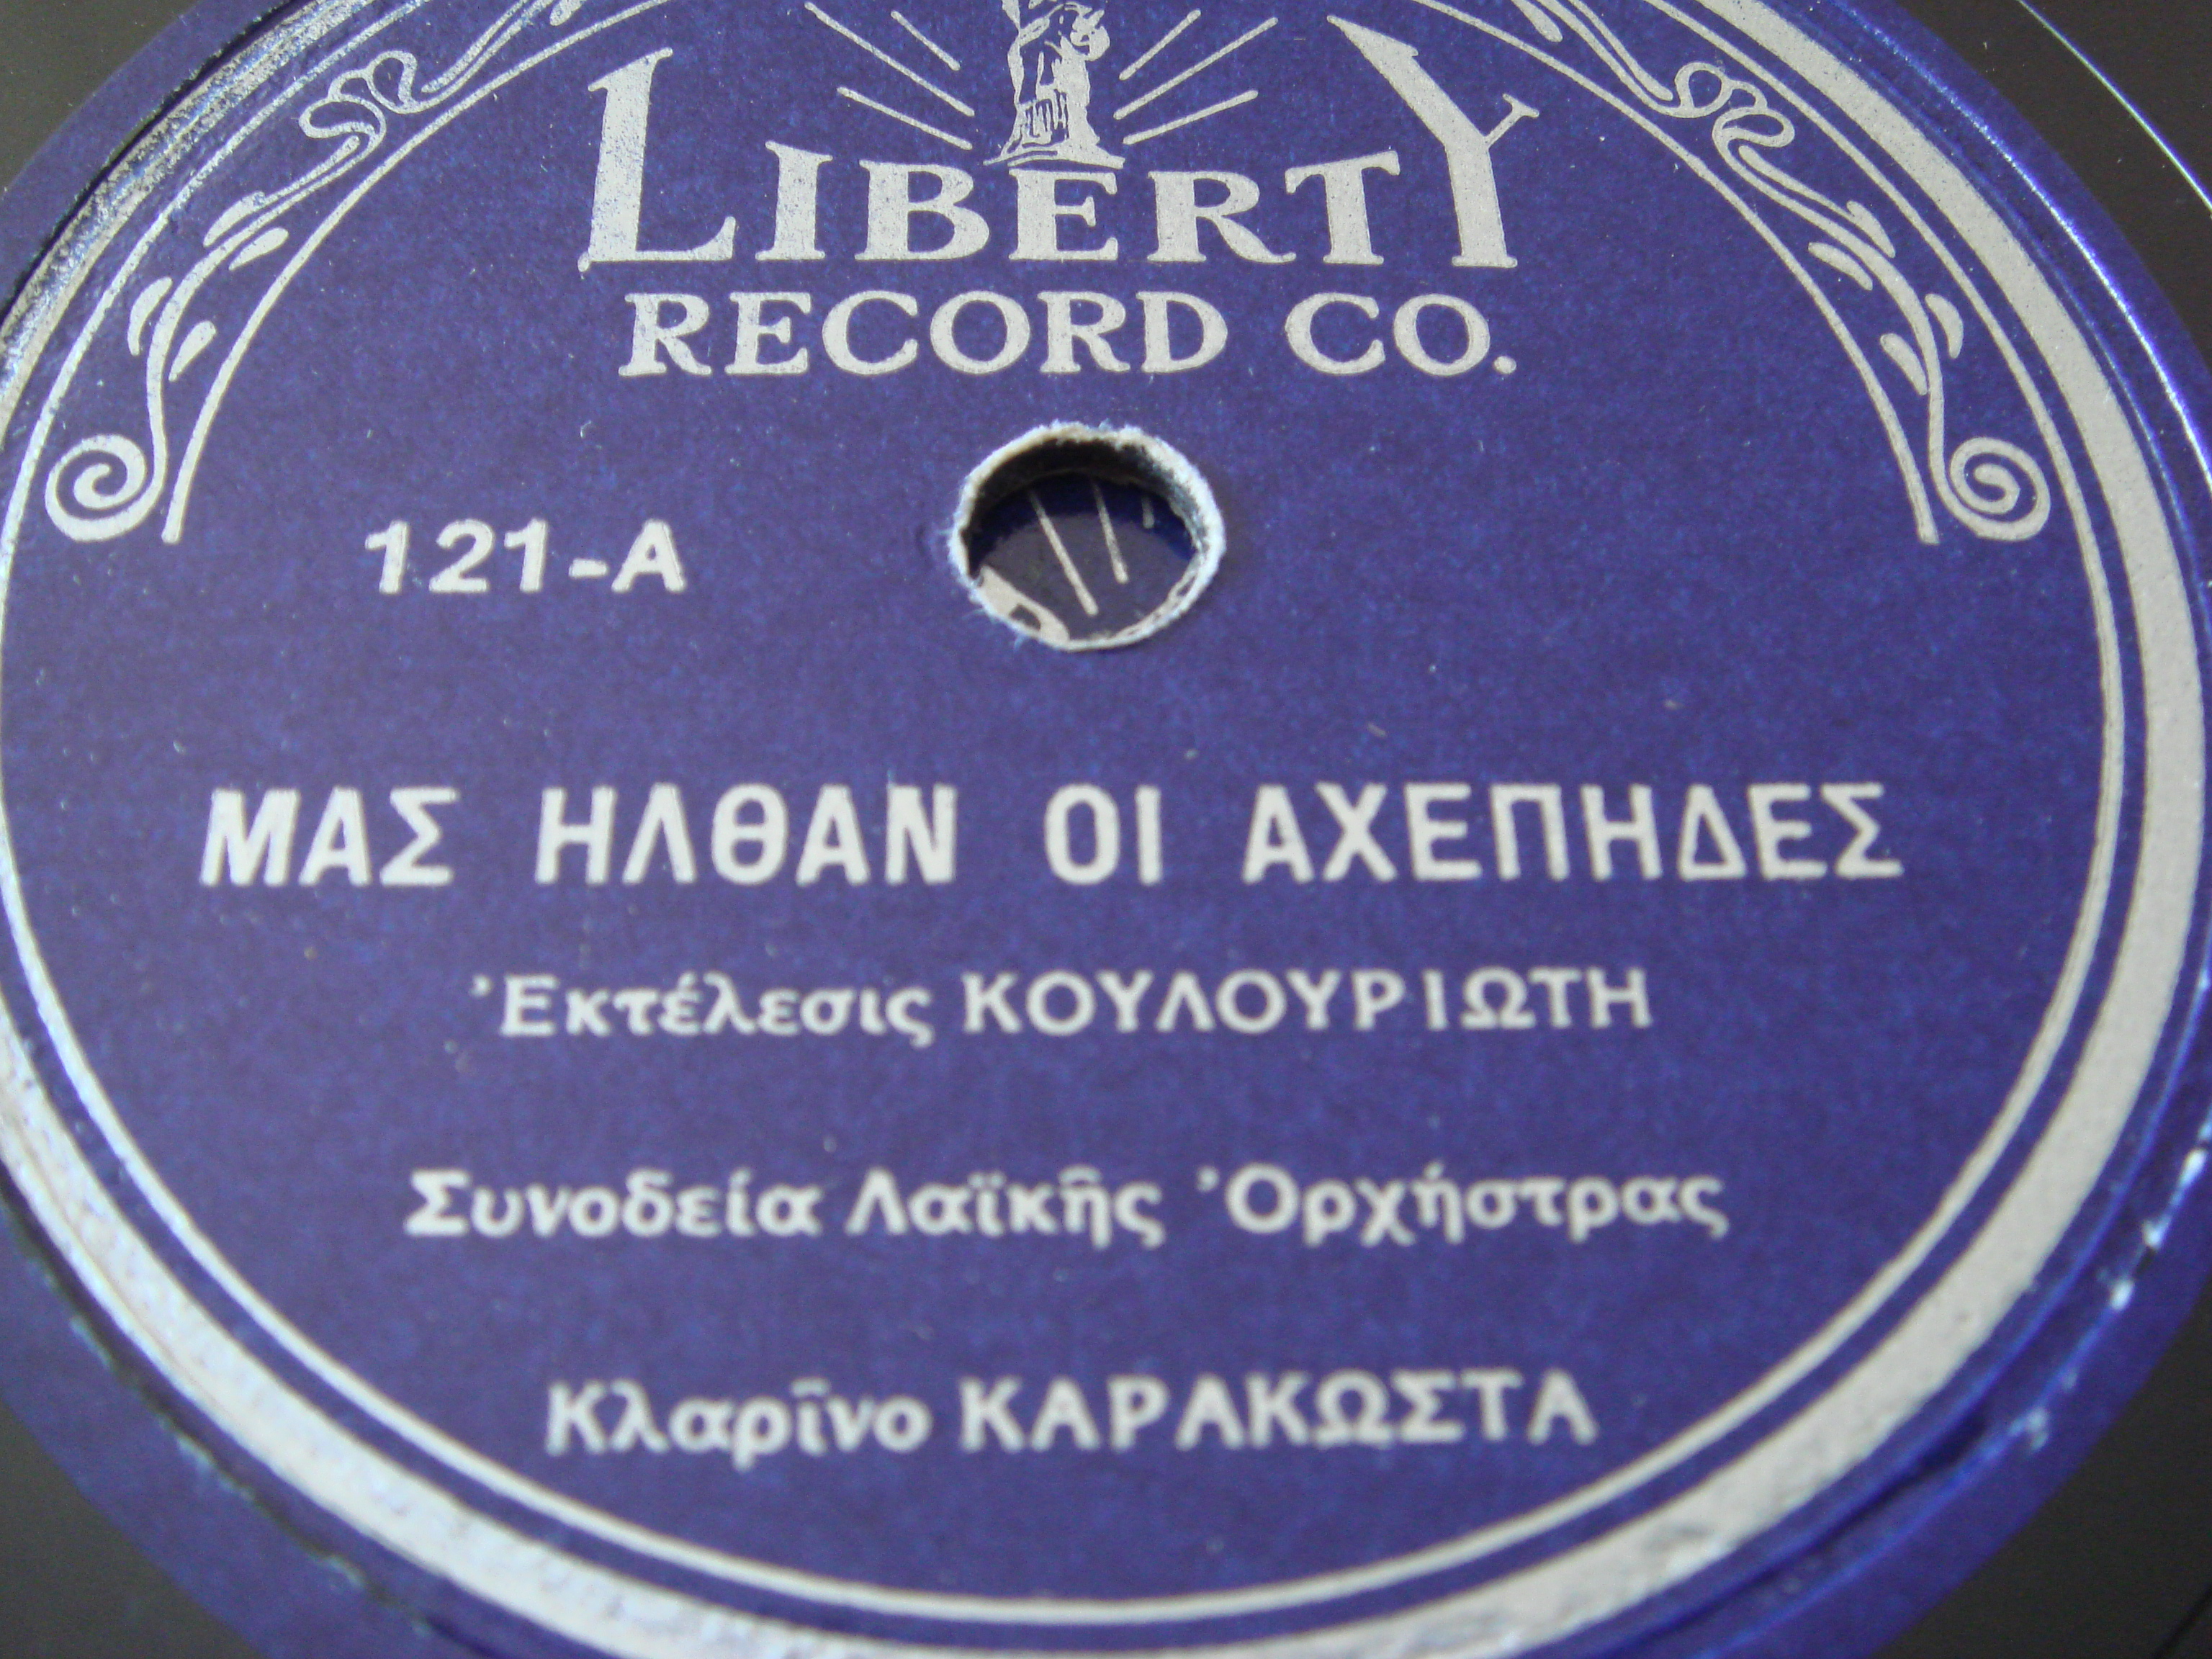 LIBERTY
RECORD CO.
121-A
ΜΑΣ ΗΛΘΑΝ ΟΙ ΑΧΕΠΗΔΕΣ
Ἐκτέλεσις ΚΟΥΛΟΥΡΙΩΤΗ
Συνοδεία Λαϊκῆς Ὀρχήστρας
Κλαρῖνο ΚΑΡΑΚΩΣΤΑ